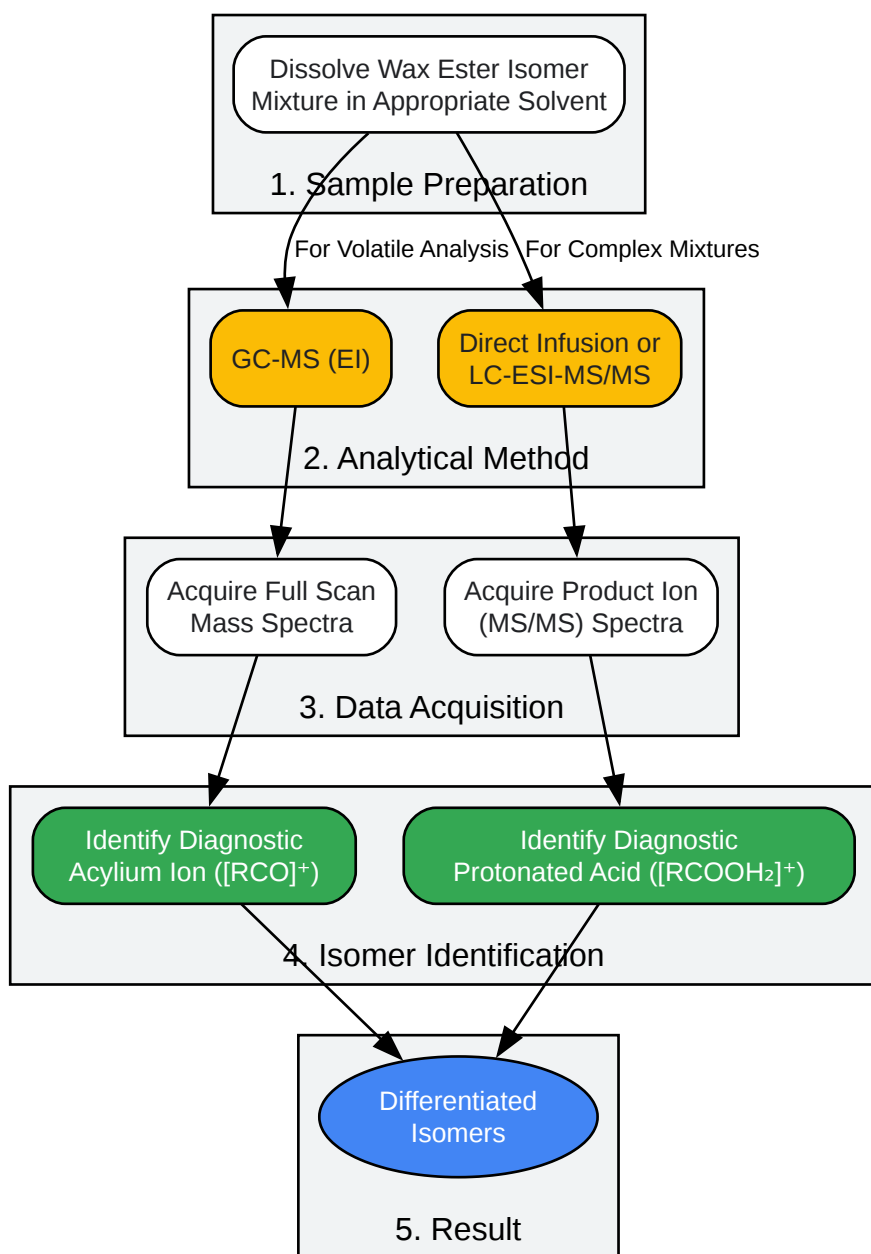 Dissolve Wax Ester Isomer
Mixture in Appropriate Solvent
1. Sample Preparation
For Volatile Analysis
For Complex Mixtures
GC-MS (EI)
Direct Infusion or
LC-ESI-MS/MS
2. Analytical Method
Acquire Full Scan
Mass Spectra
Acquire Product Ion
(MS/MS) Spectra
3. Data Acquisition
Identify Diagnostic
Acylium Ion ([RCO]⁺)
Identify Diagnostic
Protonated Acid ([RCOOH₂]⁺)
4. Isomer Identification
Differentiated
Isomers
5. Result